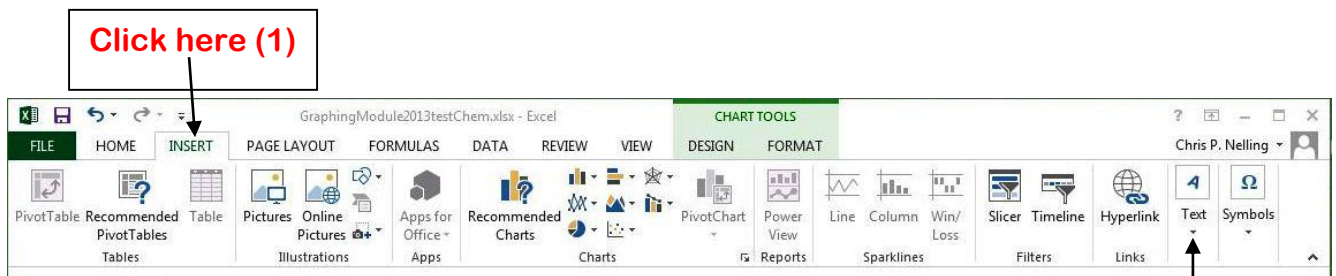 Click here (1)
GraphingModule2013testChem.xlsx - Excel
CHART TOOLS
?
FILE HOME INSERT PAGE LAYOUT FORMULAS DATA REVIEW VIEW DESIGN FORMAT Chris P. Nelling
PivotTable Recommended PivotTables Table
Pictures Online Pictures
Apps for Office
Recommended Charts
PivotChart
Power View
Line Column Win/Loss
Slicer Timeline
Hyperlink
A Text
Ω Symbols
Tables Illustrations Apps Charts Reports Sparklines Filters Links